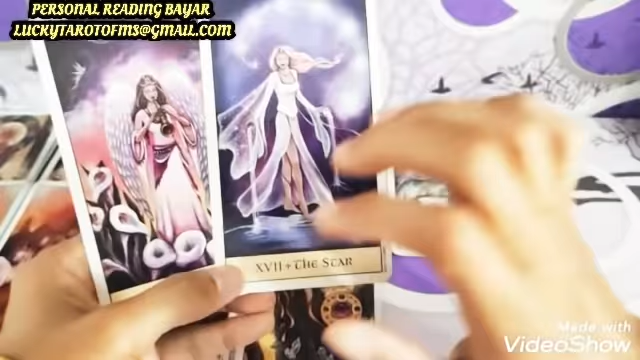 PERSONAL READING BAYAR
LUCKYTAROTOFMS@GMAIL.COM
XVII + THE STAR
Made with
VideoShow